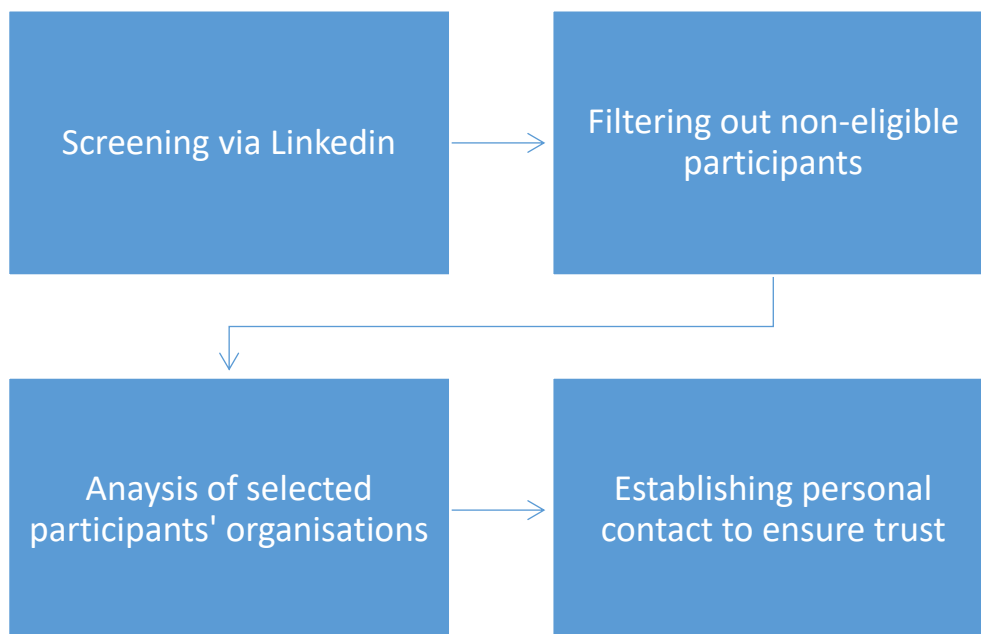 Screening via Linkedin
Filtering out non-eligible
participants
Anaysis of selected
participants' organisations
Establishing personal
contact to ensure trust